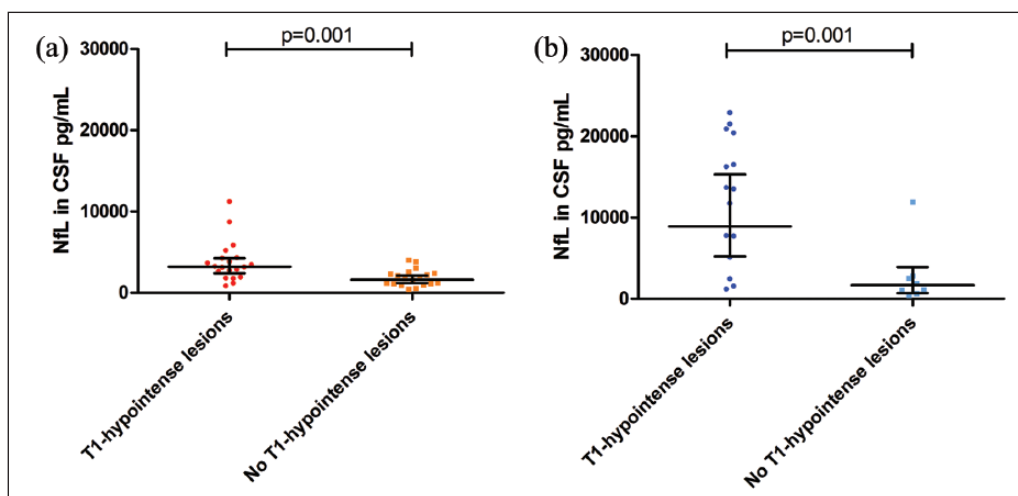 (a)
p=0.001
30000
20000
10000
0
NfL in CSF pg/mL
T1-hypointense lesions
No T1-hypointense lesions
(b)
p=0.001
30000
20000
10000
0
NfL in CSF pg/mL
T1-hypointense lesions
No T1-hypointense lesions